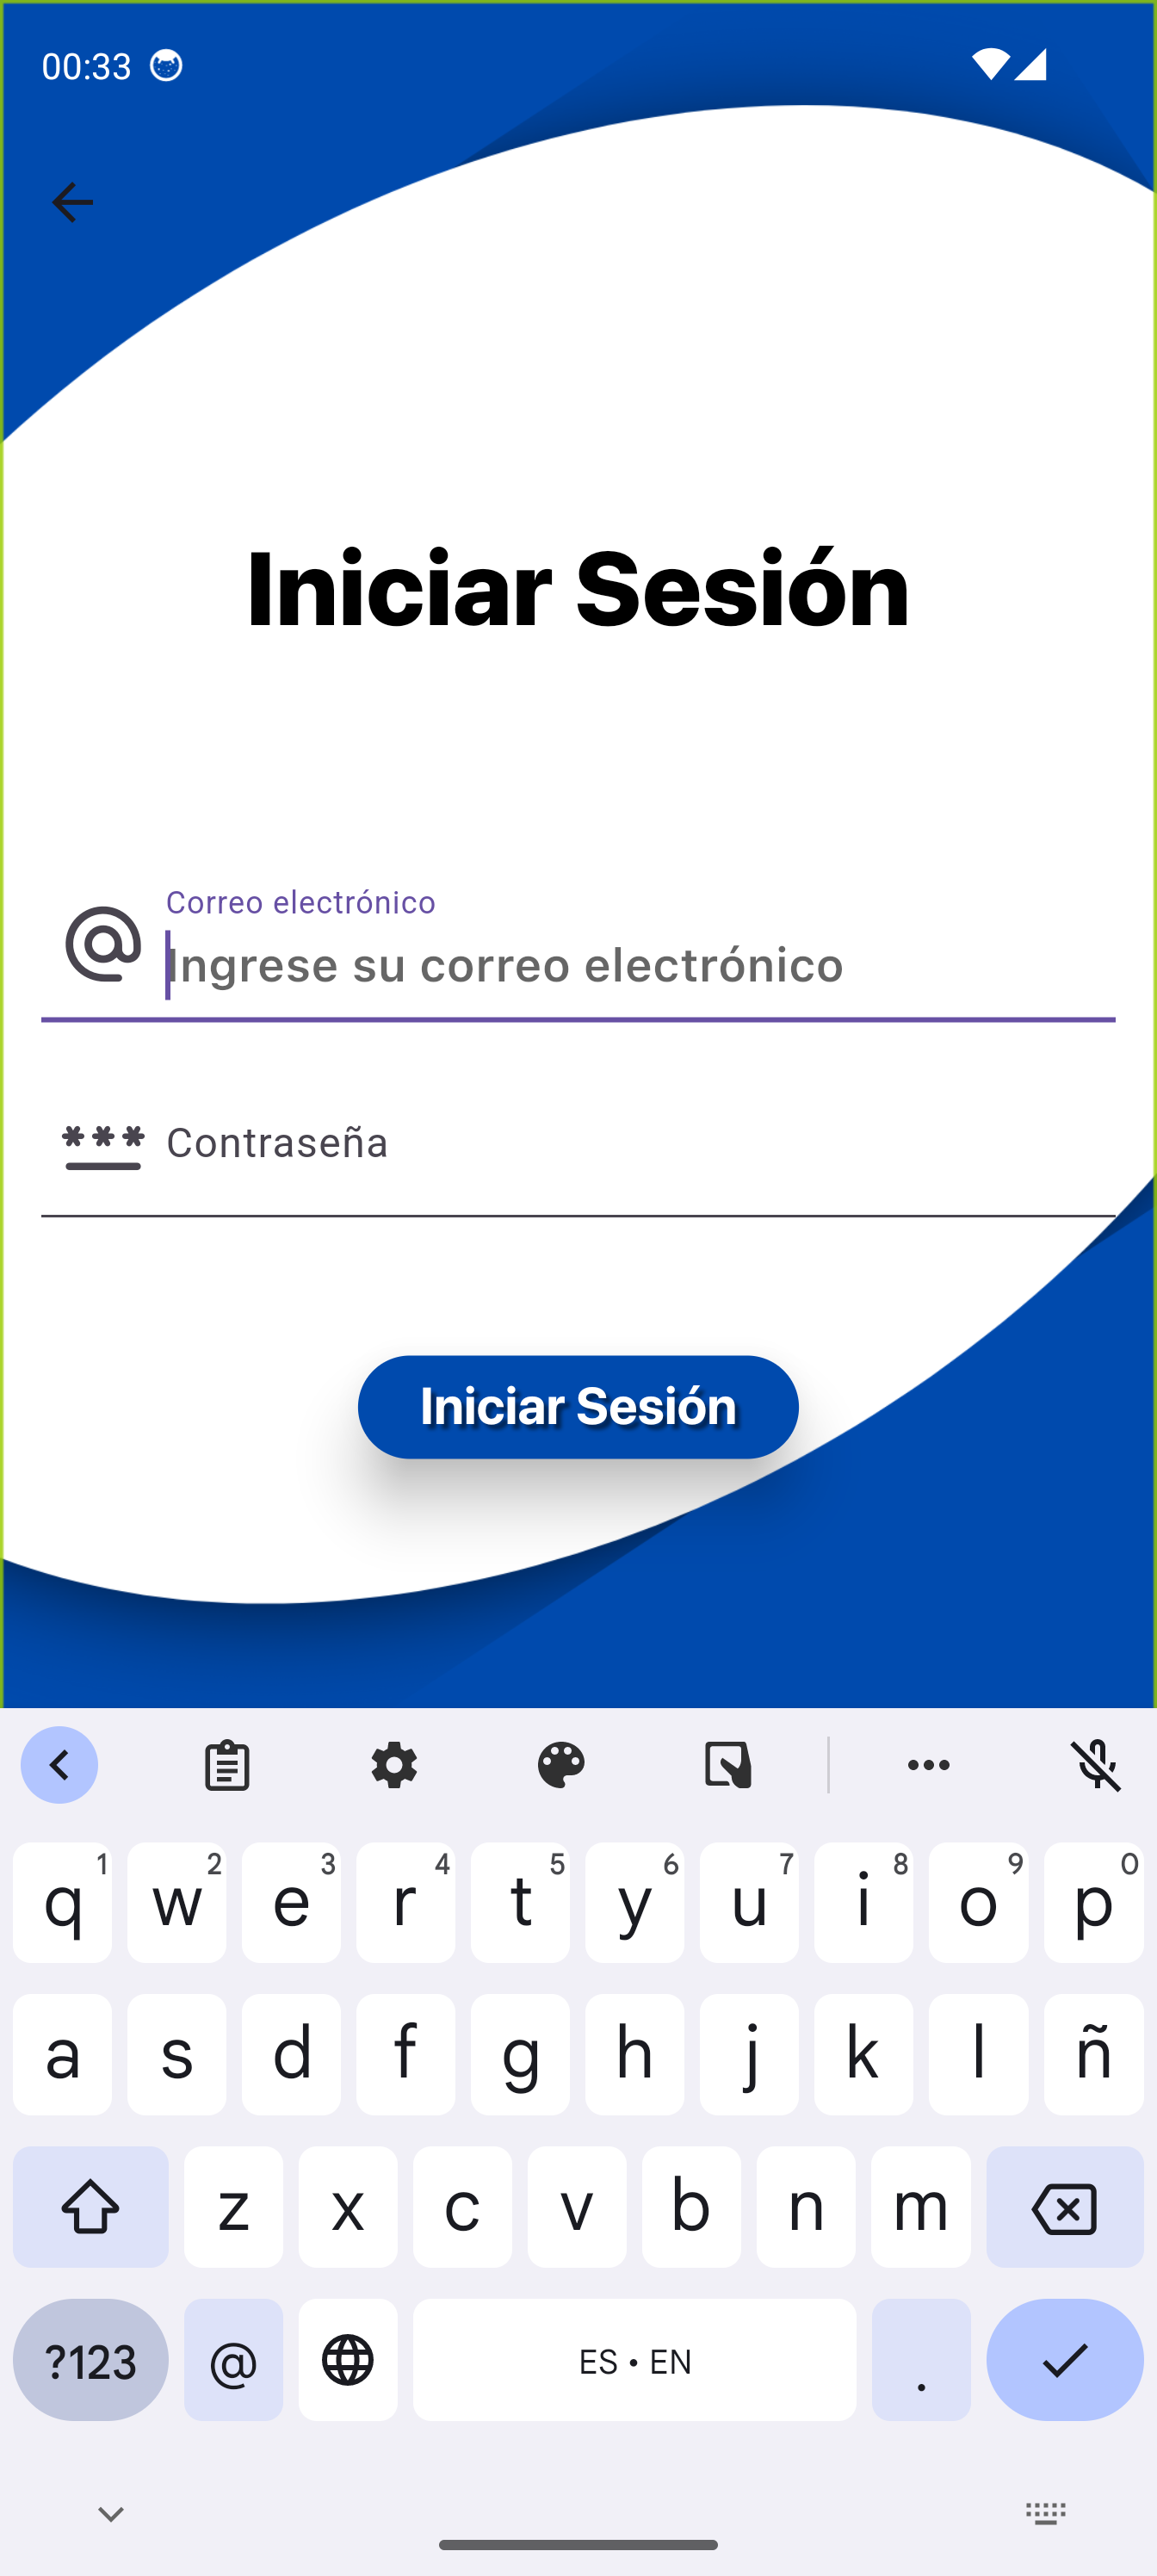 00:33
Iniciar Sesión
Correo electrónico
Ingrese su correo electrónico
*** Contraseña
Iniciar Sesión
1 2 3 4 5 6 7 8 9 0
q w e r t y u i o p
a s d f g h j k l ñ
z x c v b n m
?123 @ ES • EN .